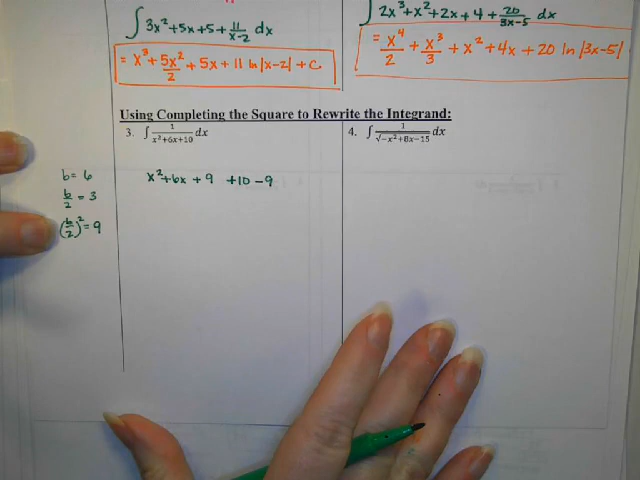 ∫ 3x² + 5x + 5 + 11/(x-2) dx
= x³ + 5x²/2 + 5x + 11 ln|x-2| + C
∫ 2x³ + x² + 2x + 4 + 20/(3x-5) dx
= x⁴/2 + x³/3 + x² + 4x + 20 ln|3x-5|
Using Completing the Square to Rewrite the Integrand:
3. ∫ 1/(x²+6x+10) dx
4. ∫ 1/√(-x²+8x-15) dx
b = 6
b/2 = 3
(b/2)² = 9
x² + 6x + 9 + 10 - 9